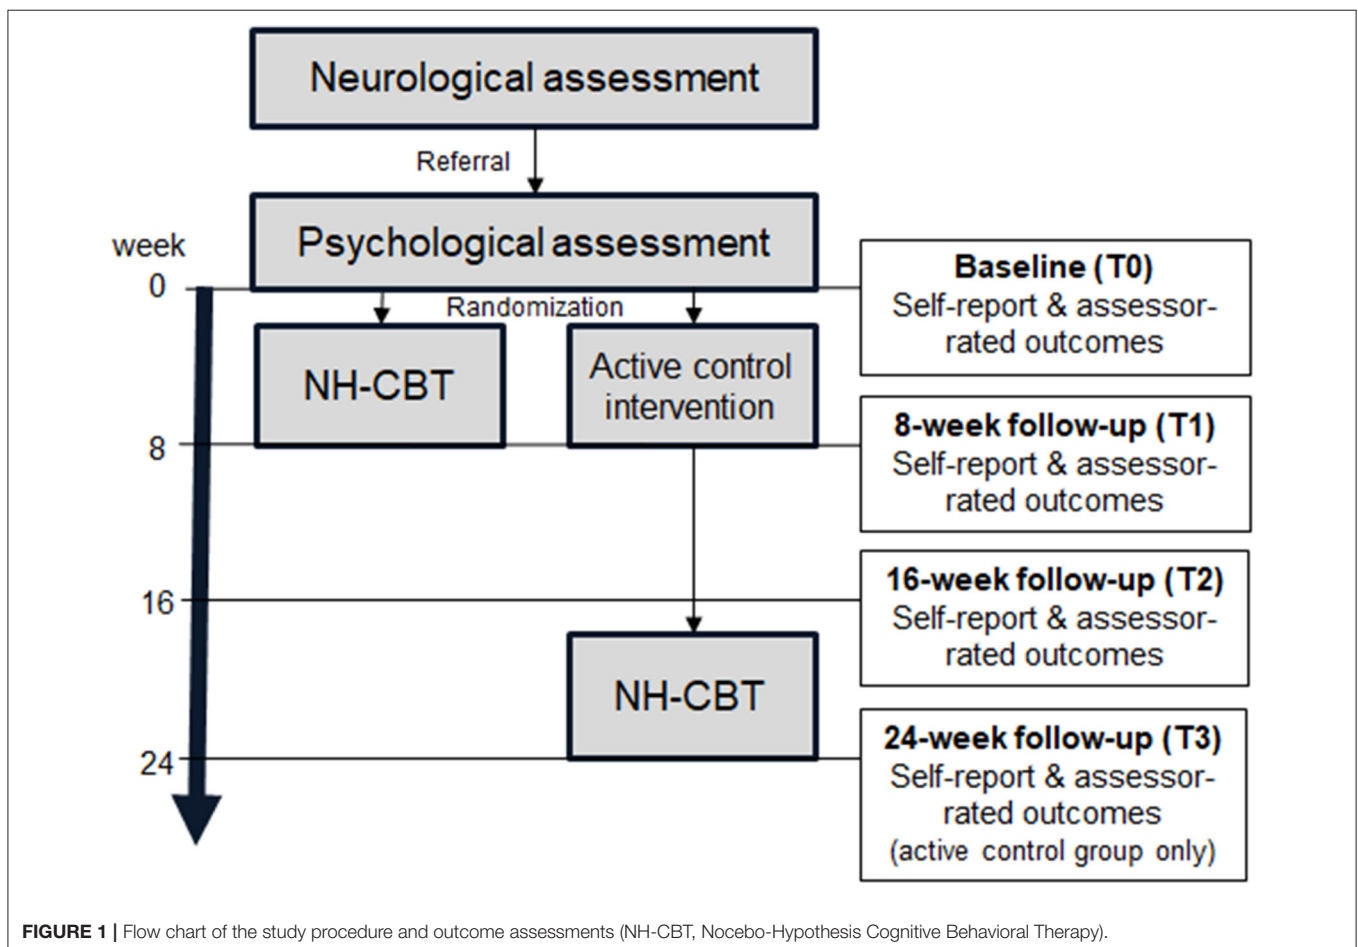 Neurological assessment
Referral
Psychological assessment
week
0
Randomization
Baseline (T0)
Self-report & assessor-
rated outcomes
NH-CBT
Active control
intervention
8
8-week follow-up (T1)
Self-report & assessor-
rated outcomes
16
16-week follow-up (T2)
Self-report & assessor-
rated outcomes
NH-CBT
24
24-week follow-up (T3)
Self-report & assessor-
rated outcomes
(active control group only)
FIGURE 1 | Flow chart of the study procedure and outcome assessments (NH-CBT, Nocebo-Hypothesis Cognitive Behavioral Therapy).